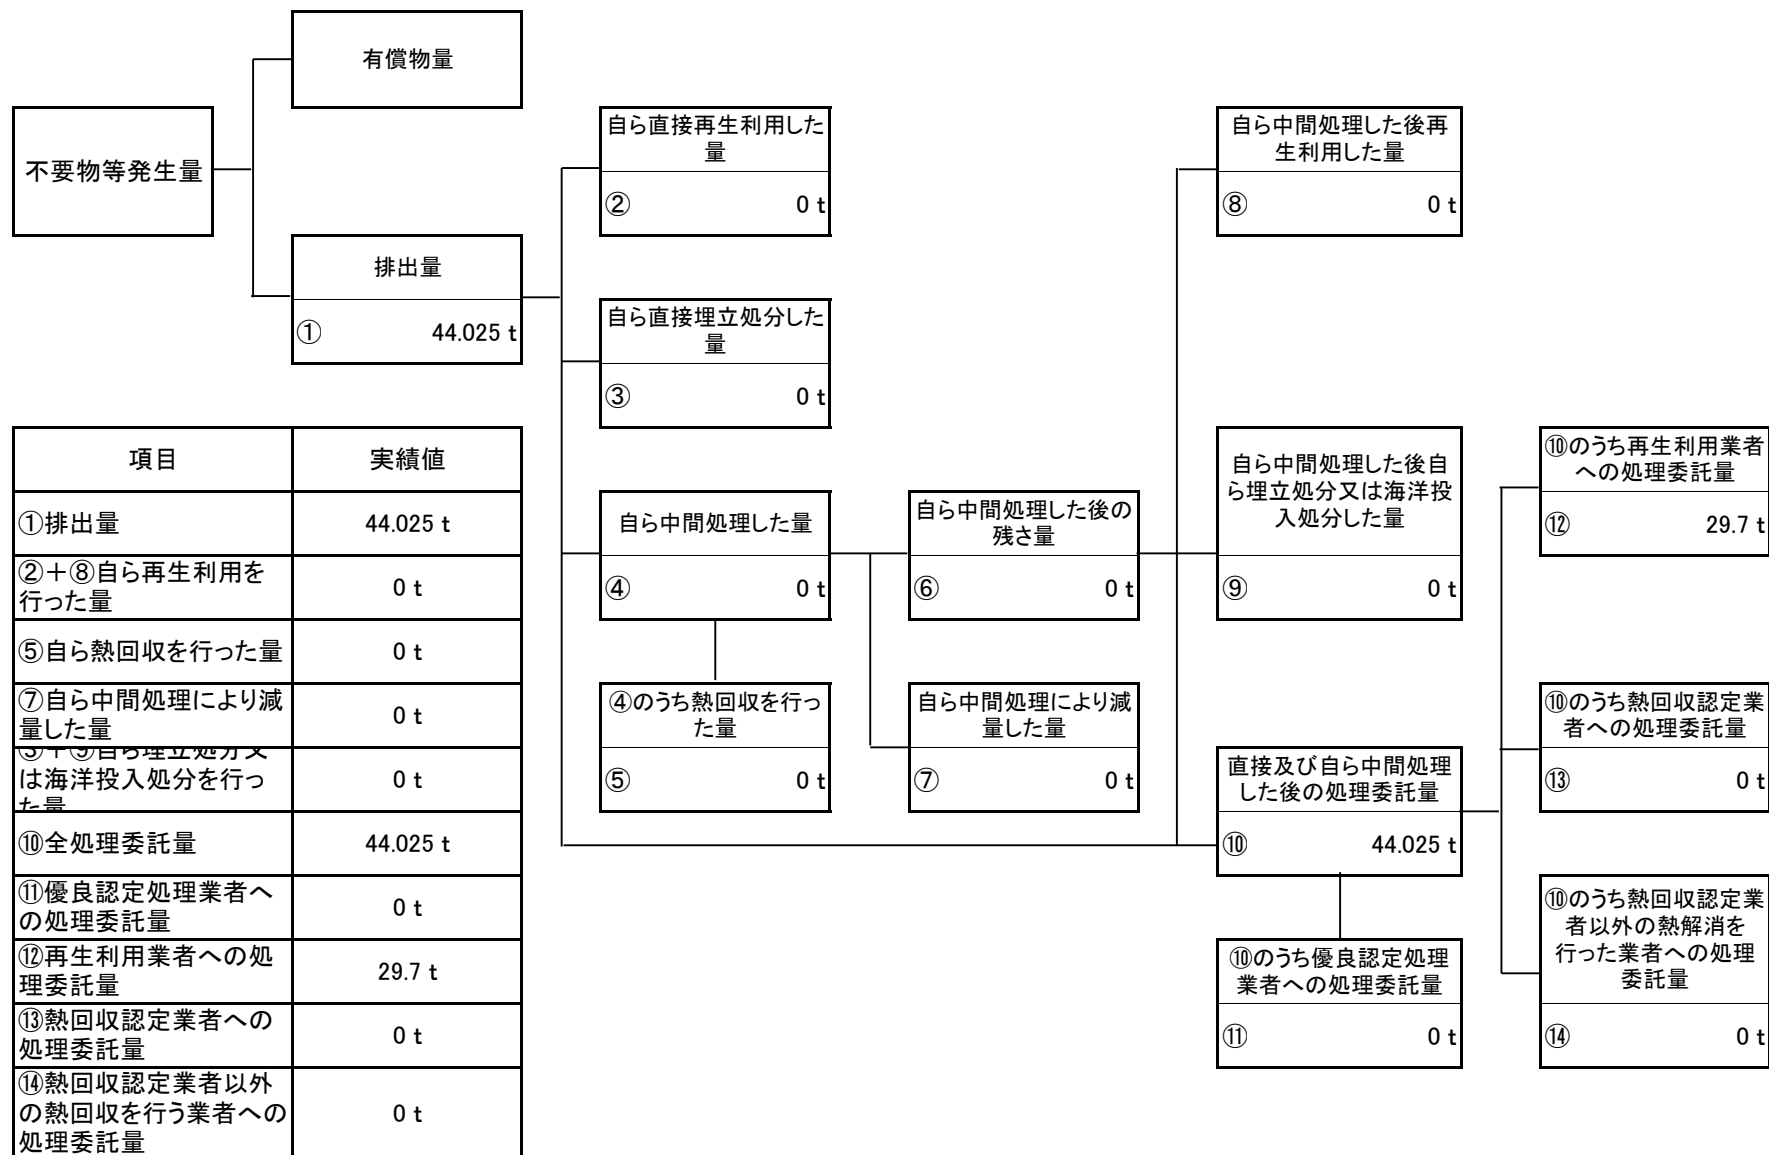 有償物量
不要物等発生量
排出量
① 44.025 t
自ら直接再生利用した
量
② 0 t
自ら直接埋立処分した
量
③ 0 t
自ら中間処理した量
④ 0 t
④のうち熱回収を行っ
た量
⑤ 0 t
自ら中間処理した後の
残さ量
⑥ 0 t
自ら中間処理により減
量した量
⑦ 0 t
自ら中間処理した後再
生利用した量
⑧ 0 t
自ら中間処理した後自
ら埋立処分又は海洋投
入処分した量
⑨ 0 t
直接及び自ら中間処理
した後の処理委託量
⑩ 44.025 t
⑩のうち優良認定処理
業者への処理委託量
⑪ 0 t
⑩のうち再生利用業者
への処理委託量
⑫ 29.7 t
⑩のうち熱回収認定業
者への処理委託量
⑬ 0 t
⑩のうち熱回収認定業
者以外の熱解消を
行った業者への処理
委託量
⑭ 0 t
項目 実績値
①排出量 44.025 t
②＋⑧自ら再生利用を
行った量 0 t
⑤自ら熱回収を行った量 0 t
⑦自ら中間処理により減
量した量 0 t
③＋⑨自ら埋立処分又
は海洋投入処分を行っ
た量 0 t
⑩全処理委託量 44.025 t
⑪優良認定処理業者へ
の処理委託量 0 t
⑫再生利用業者への処
理委託量 29.7 t
⑬熱回収認定業者への
処理委託量 0 t
⑭熱回収認定業者以外
の熱回収を行う業者への
処理委託量 0 t